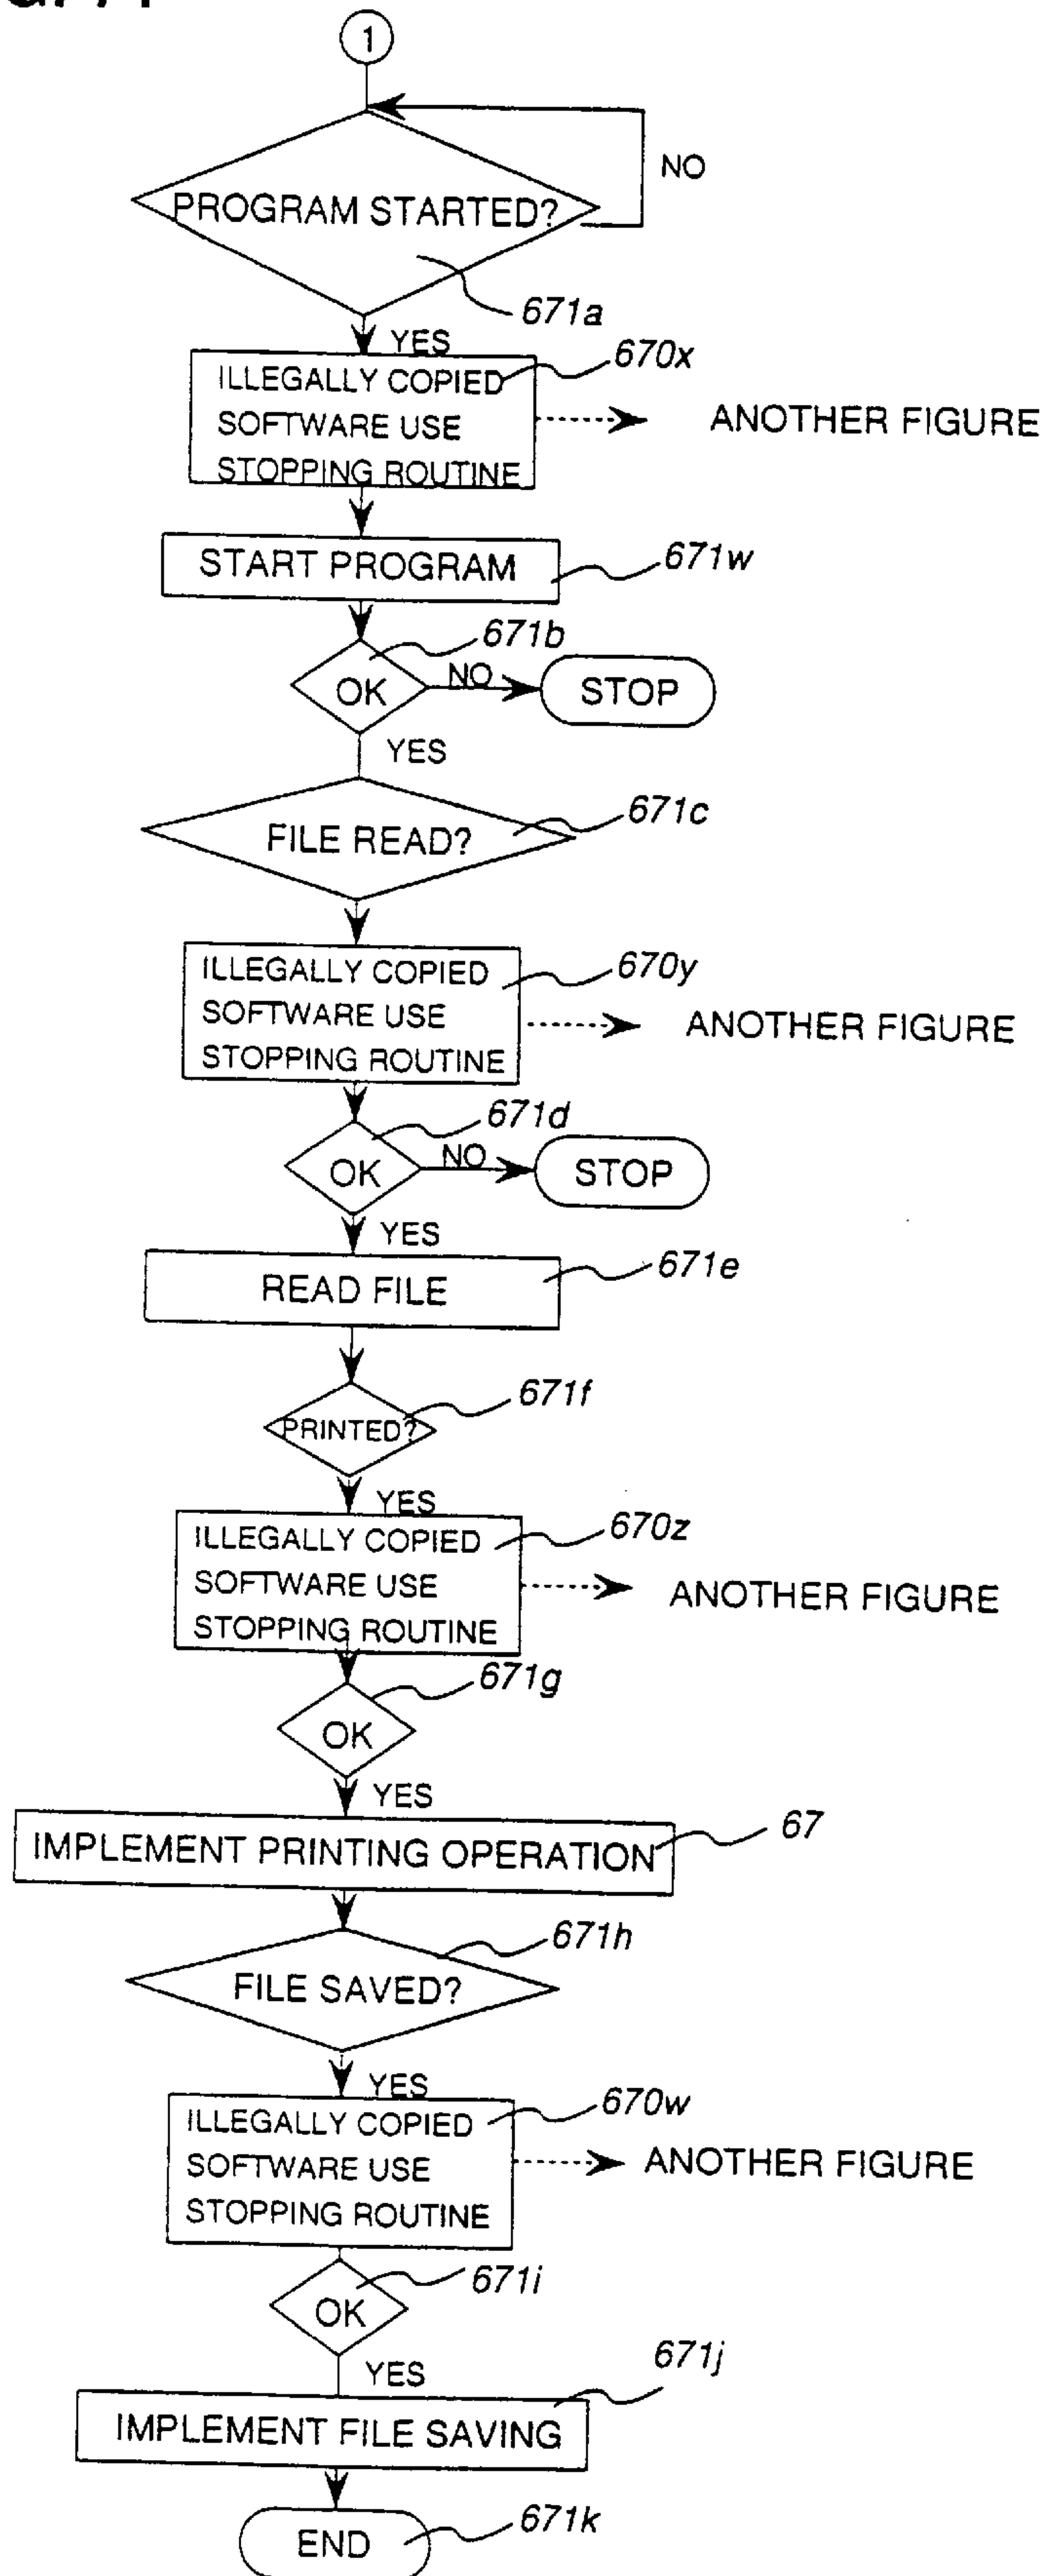 1
NO
PROGRAM STARTED?
671a
YES
670x
ILLEGALLY COPIED
SOFTWARE USE
STOPPING ROUTINE
ANOTHER FIGURE
START PROGRAM
671w
671b
OK
NO
STOP
YES
671c
FILE READ?
ILLEGALLY COPIED
SOFTWARE USE
STOPPING ROUTINE
670y
ANOTHER FIGURE
671d
OK
NO
STOP
YES
671e
READ FILE
671f
PRINTED?
YES
ILLEGALLY COPIED
SOFTWARE USE
STOPPING ROUTINE
670z
ANOTHER FIGURE
671g
OK
YES
67
IMPLEMENT PRINTING OPERATION
671h
FILE SAVED?
YES
670w
ILLEGALLY COPIED
SOFTWARE USE
STOPPING ROUTINE
ANOTHER FIGURE
671i
OK
YES
671j
IMPLEMENT FILE SAVING
END
671k